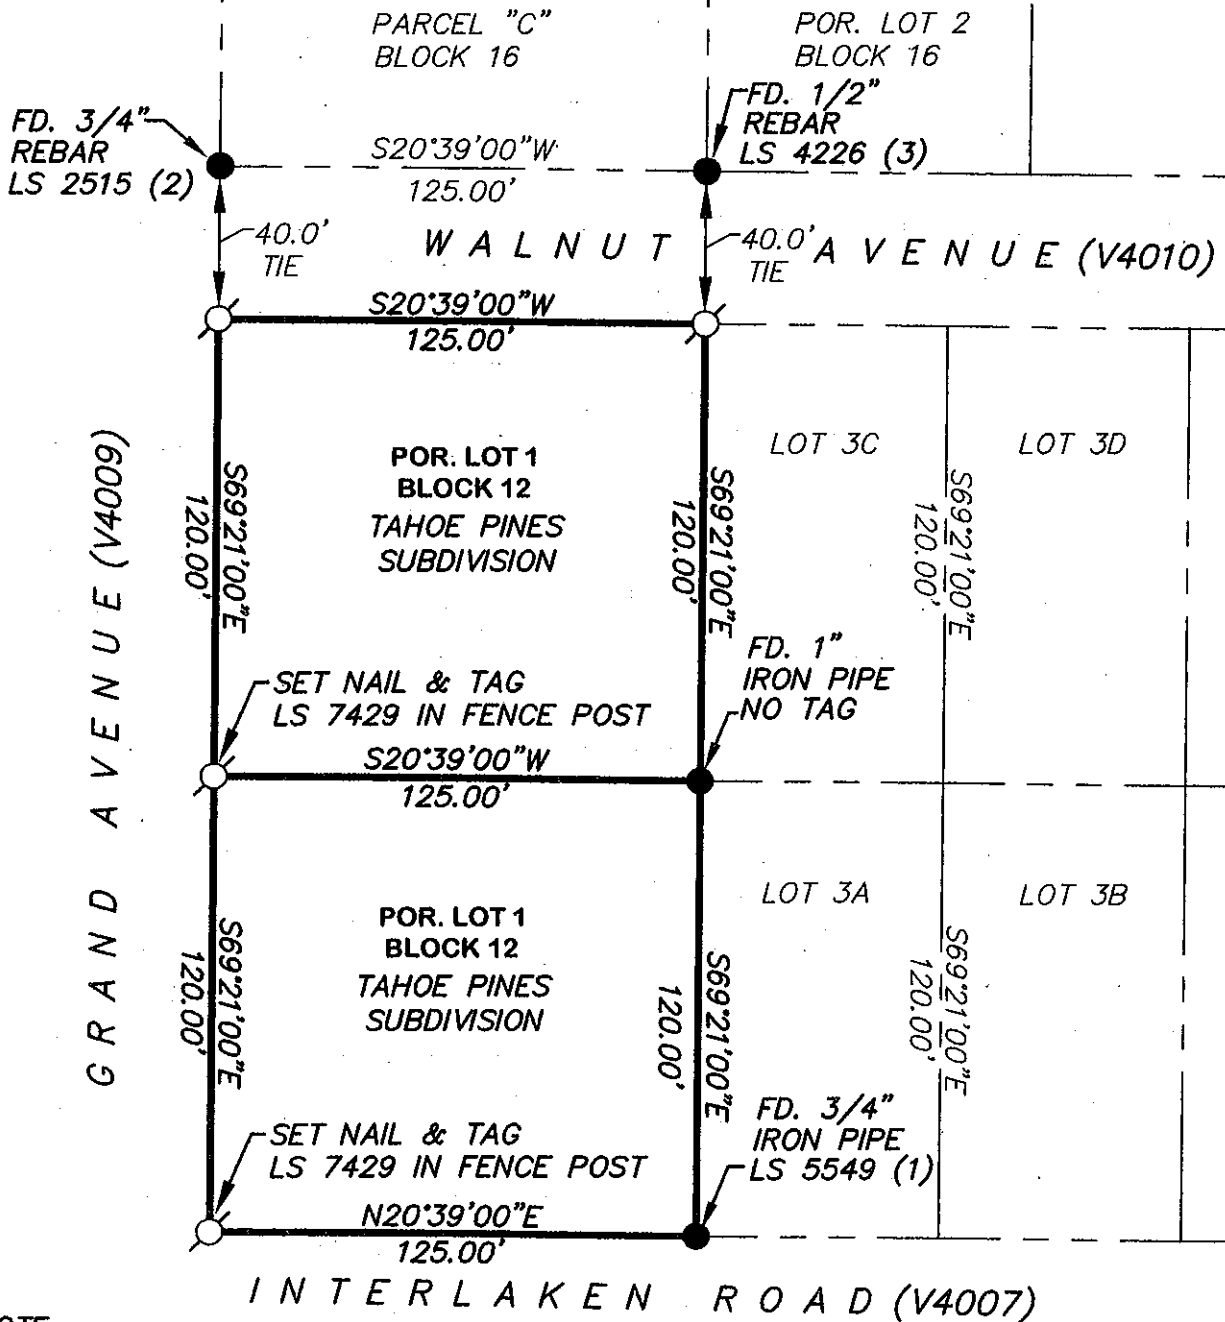 PARCEL "C"
BLOCK 16
POR. LOT 2
BLOCK 16
FD. 3/4"
REBAR
LS 2515 (2)
FD. 1/2"
REBAR
LS 4226 (3)
S20°39'00"W
125.00'
40.0'
TIE
WALNUT AVENUE (V4010)
40.0'
TIE
S20°39'00"W
125.00'
GRAND AVENUE (V4009)
S69°21'00"E
120.00'
POR. LOT 1
BLOCK 12
TAHOE PINES
SUBDIVISION
S69°21'00"E
120.00'
LOT 3C
S69°21'00"E
120.00'
LOT 3D
FD. 1"
IRON PIPE
NO TAG
SET NAIL & TAG
LS 7429 IN FENCE POST
S20°39'00"W
125.00'
S69°21'00"E
120.00'
POR. LOT 1
BLOCK 12
TAHOE PINES
SUBDIVISION
S69°21'00"E
120.00'
LOT 3A
S69°21'00"E
120.00'
LOT 3B
FD. 3/4"
IRON PIPE
LS 5549 (1)
SET NAIL & TAG
LS 7429 IN FENCE POST
N20°39'00"E
125.00'
INTERLAKEN ROAD (V4007)